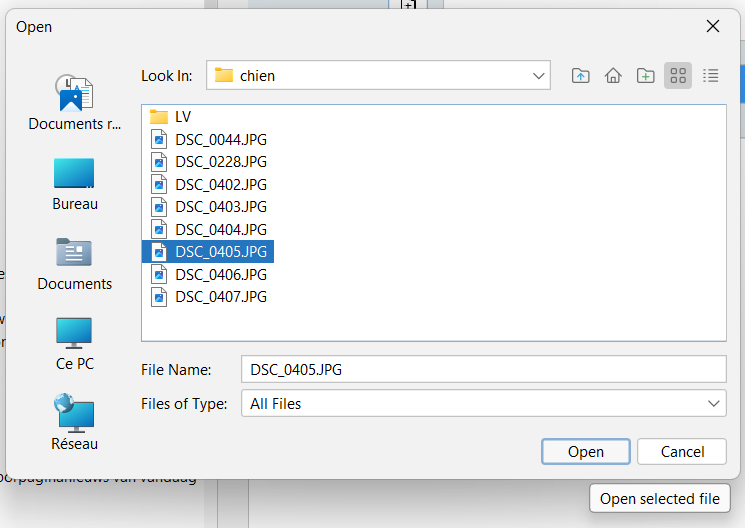 Open
Look In:
chien
Documents r...
Bureau
Documents
Ce PC
Réseau
LV
DSC_0044.JPG
DSC_0228.JPG
DSC_0402.JPG
DSC_0403.JPG
DSC_0404.JPG
DSC_0405.JPG
DSC_0406.JPG
DSC_0407.JPG
File Name:
DSC_0405.JPG
Files of Type:
All Files
Open
Cancel
van vandaag
Open selected file